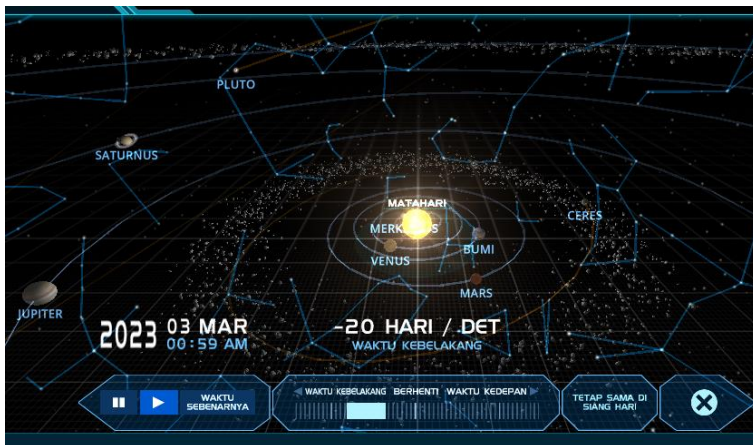 PLUTO
SATURNUS
MATAHARI
CERES
BUMI
VENUS
MARS
JUPITER
2023 03 MAR
00:59 AM
-20 HARI / DET
WAKTU KEBELAKANG
WAKTU SEBENARNYA
WAKTU KEBELAKANG BERHENTI WAKTU KEDEPAN
TETAP SAMA DI
SIANG HARI